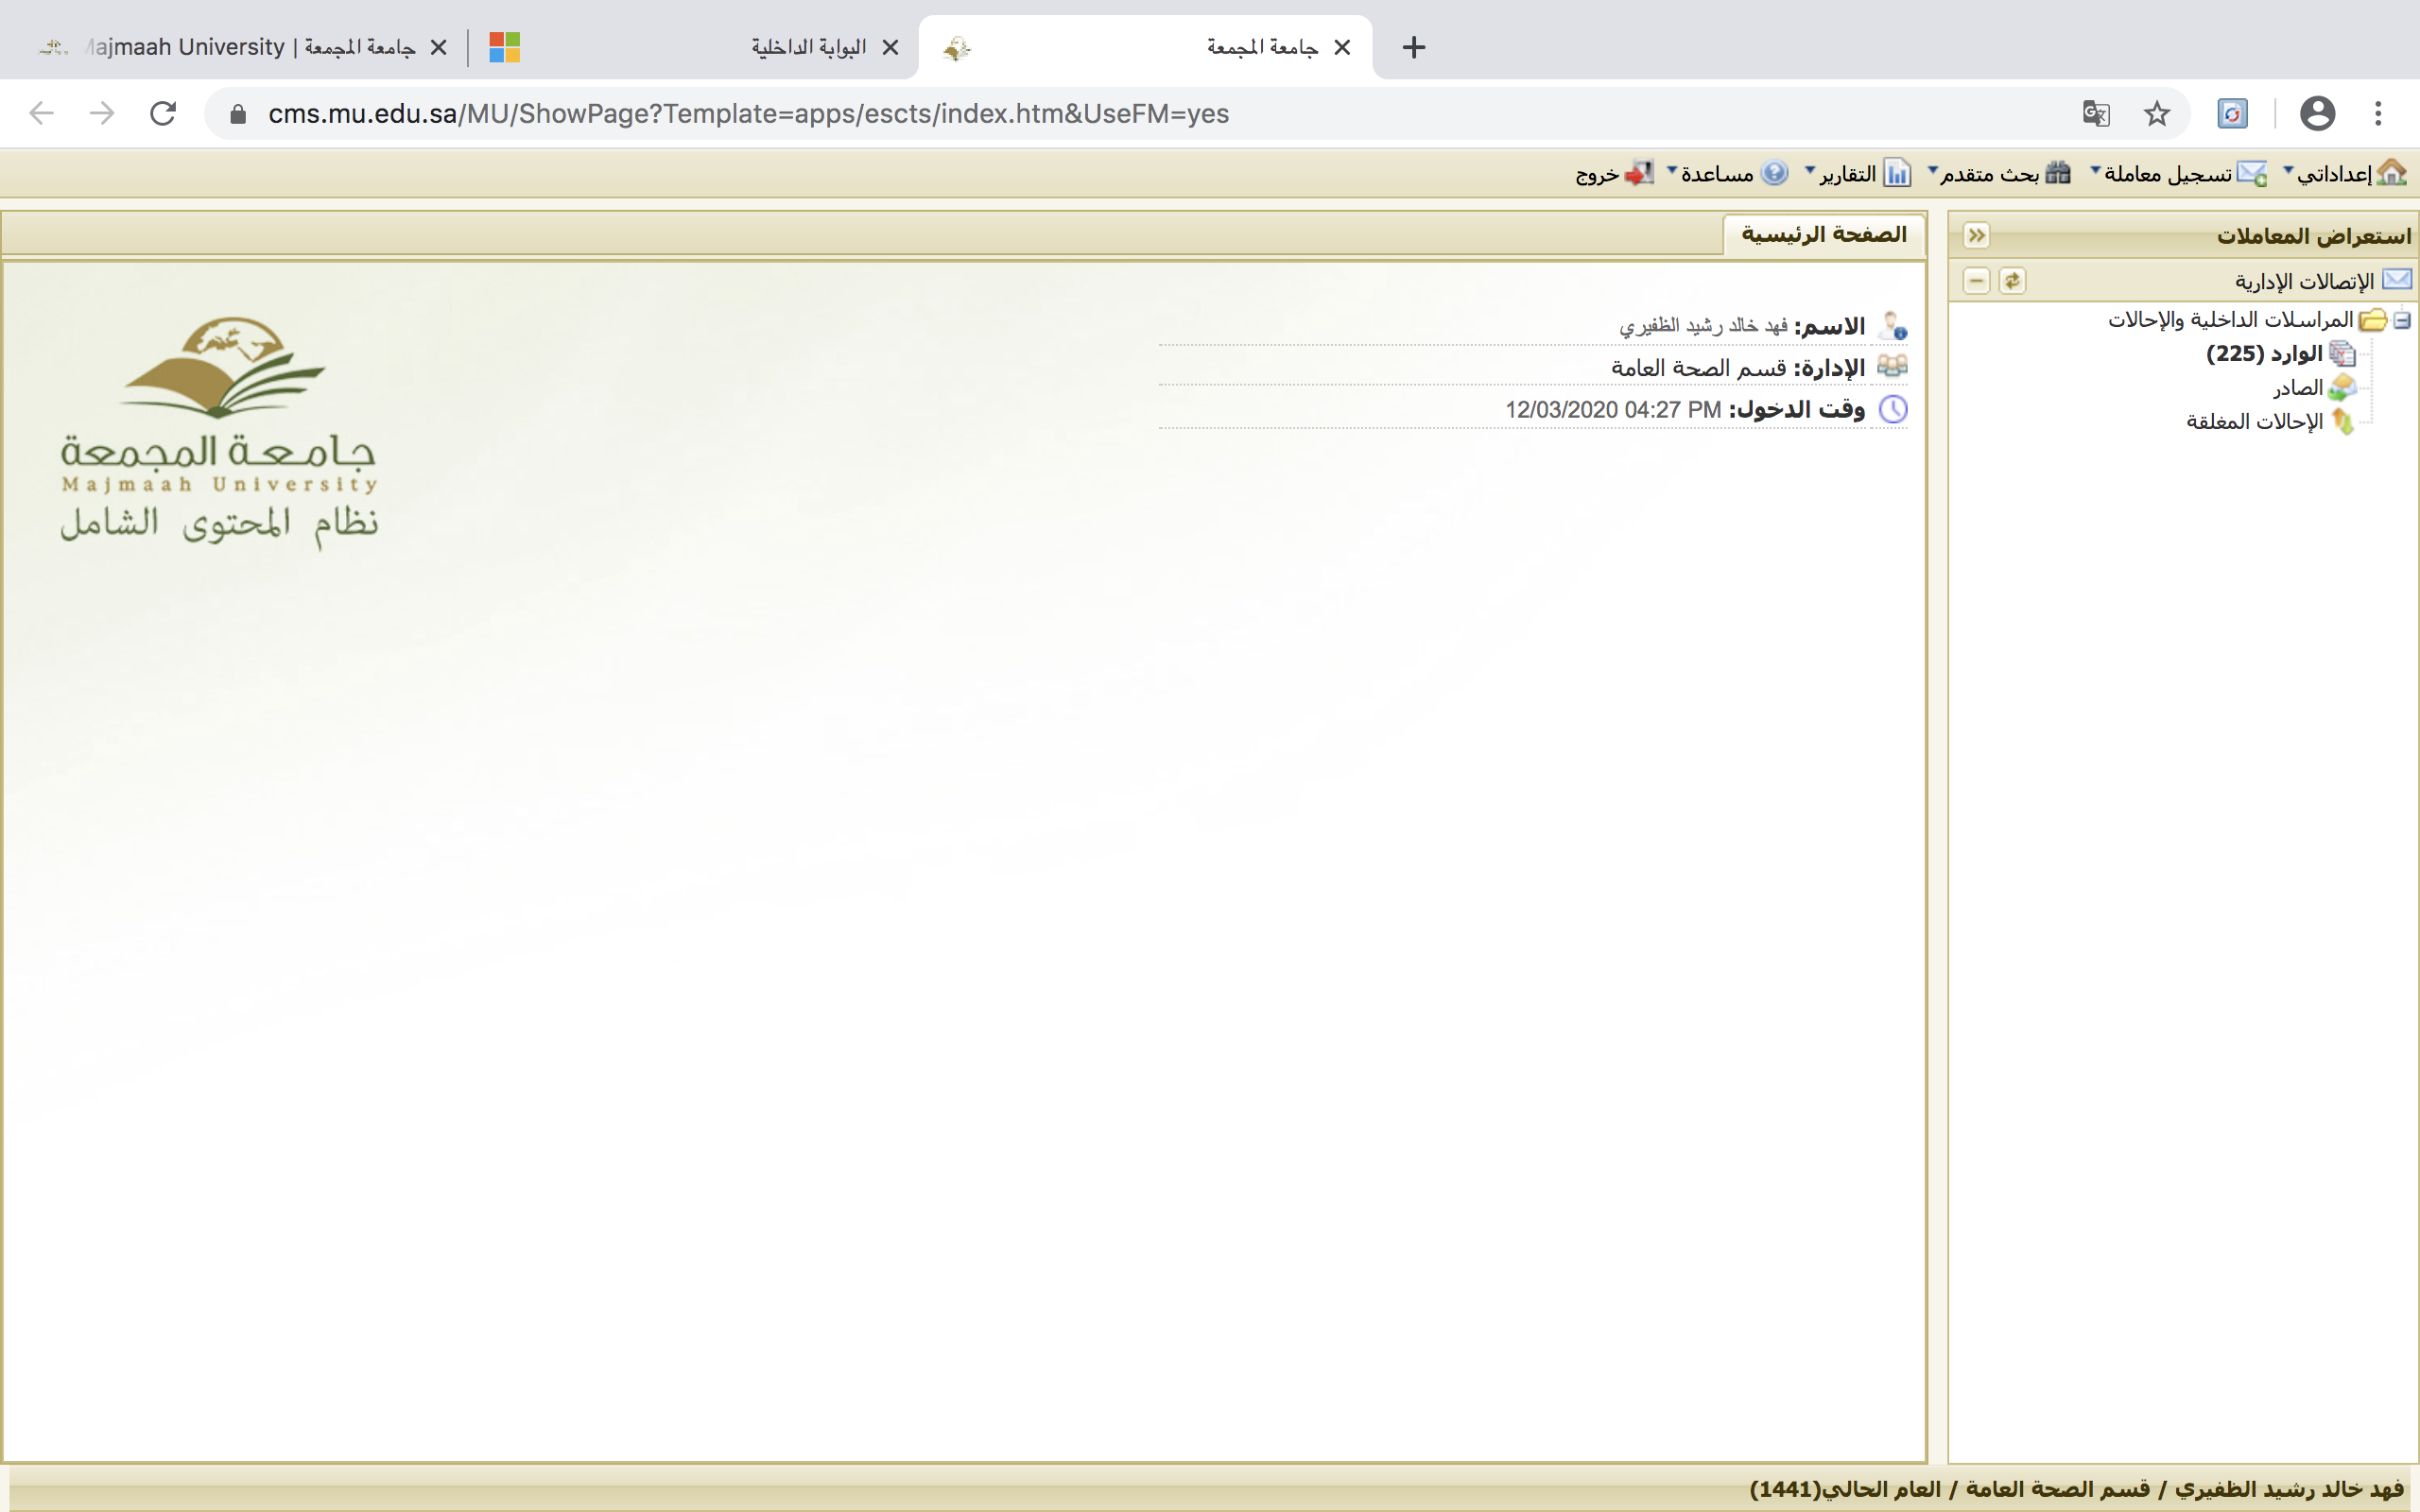 Majmaah University | جامعة المجمعة
البوابة الداخلية
جامعة المجمعة
cms.mu.edu.sa/MU/ShowPage?Template=apps/escts/index.htm&UseFM=yes
إعداداتي تسجيل معاملة بحث متقدم التقارير مساعدة خروج
استعراض المعاملات
الإتصالات الإدارية
المراسلات الداخلية والإحالات
الوارد (225)
الصادر
الإحالات المغلقة
الصفحة الرئيسية
الاسم: فهد خالد رشيد الظفيري
الإدارة: قسم الصحة العامة
وقت الدخول: 12/03/2020 04:27 PM
جامعة المجمعة
Majmaah University
نظام المحتوى الشامل
فهد خالد رشيد الظفيري / قسم الصحة العامة / العام الحالي(1441)